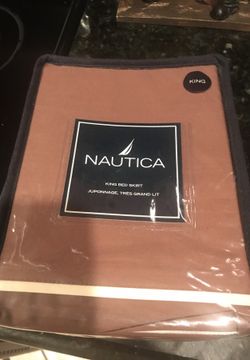 KING
NAUTICA
KING BED SKIRT
JUPONNAGE, TRÈS GRAND LIT